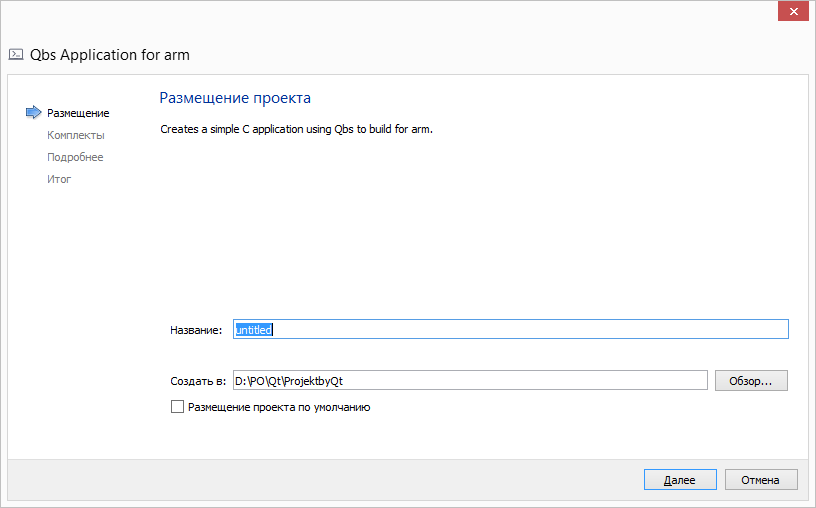 Qbs Application for arm
Размещение
Комплекты
Подробнее
Итог
Размещение проекта
Creates a simple C application using Qbs to build for arm.
Название: untitled
Создать в: D:\PO\Qt\ProjektbyQt Обзор...
Размещение проекта по умолчанию
Далее Отмена